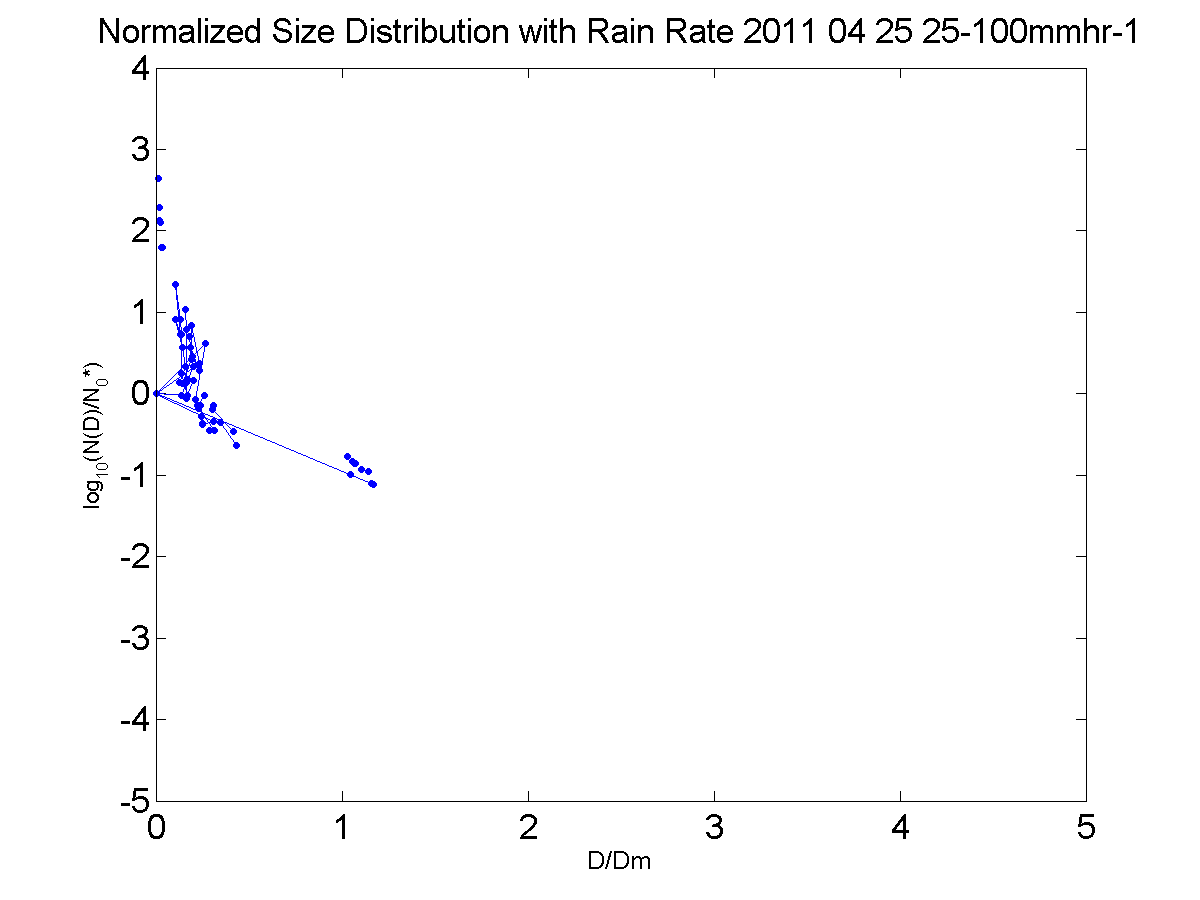 Normalized Size Distribution with Rain Rate 2011 04 25 25-100mmhr-1
4
3
2
1
0
-1
-2
-3
-4
-5
log10(N(D)/N0*)
0 1 2 3 4 5
D/Dm